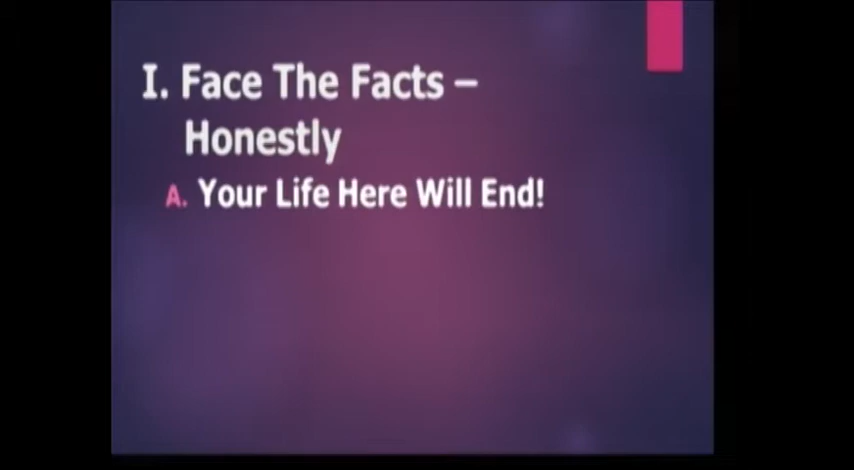 I. Face The Facts –
Honestly
A. Your Life Here Will End!